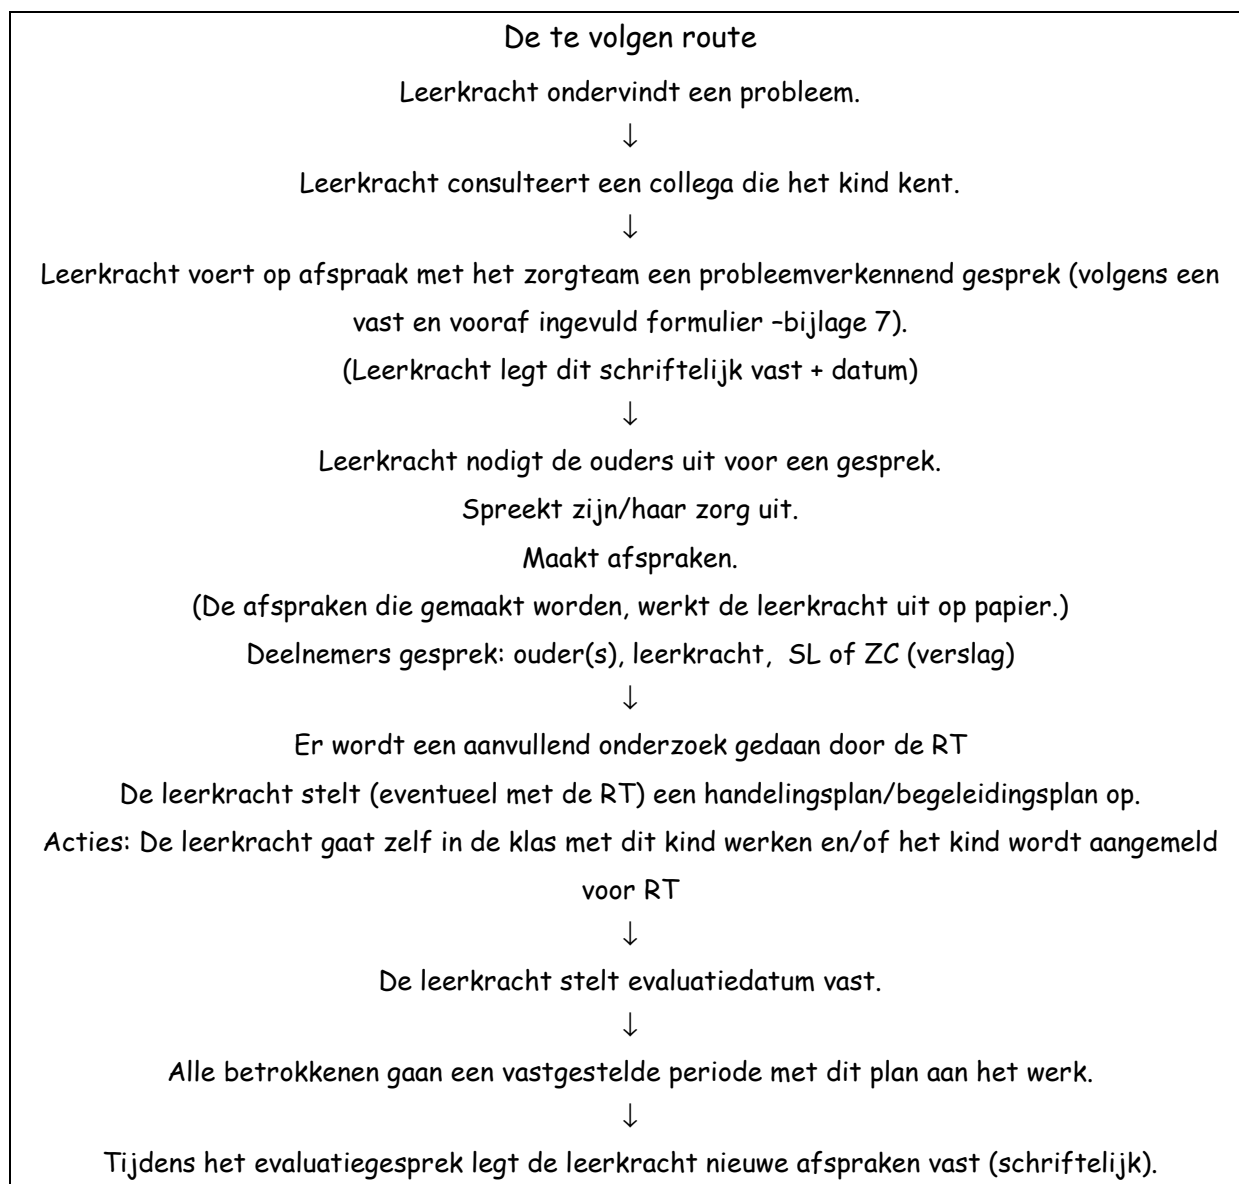 De te volgen route
Leerkracht ondervindt een probleem.
↓
Leerkracht consulteert een collega die het kind kent.
↓
Leerkracht voert op afspraak met het zorgteam een probleemverkennend gesprek (volgens een
vast en vooraf ingevuld formulier –bijlage 7).
(Leerkracht legt dit schriftelijk vast + datum)
↓
Leerkracht nodigt de ouders uit voor een gesprek.
Spreekt zijn/haar zorg uit.
Maakt afspraken.
(De afspraken die gemaakt worden, werkt de leerkracht uit op papier.)
Deelnemers gesprek: ouder(s), leerkracht, SL of ZC (verslag)
↓
Er wordt een aanvullend onderzoek gedaan door de RT
De leerkracht stelt (eventueel met de RT) een handelingsplan/begeleidingsplan op.
Acties: De leerkracht gaat zelf in de klas met dit kind werken en/of het kind wordt aangemeld
voor RT
↓
De leerkracht stelt evaluatiedatum vast.
↓
Alle betrokkenen gaan een vastgestelde periode met dit plan aan het werk.
↓
Tijdens het evaluatiegesprek legt de leerkracht nieuwe afspraken vast (schriftelijk).